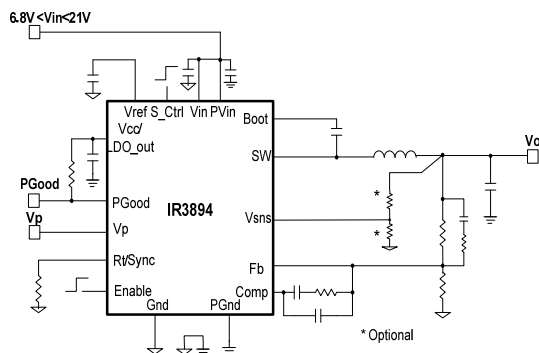 6.8V <Vin<21V
Vref S_Ctrl Vin PVin
Vcc/
LDO_out
Boot
SW
Vo
PGood
PGood
IR3894
Vsns
*
*
Vp
Vp
Rt/Sync
Fb
Enable
Comp
Gnd
PGnd
* Optional